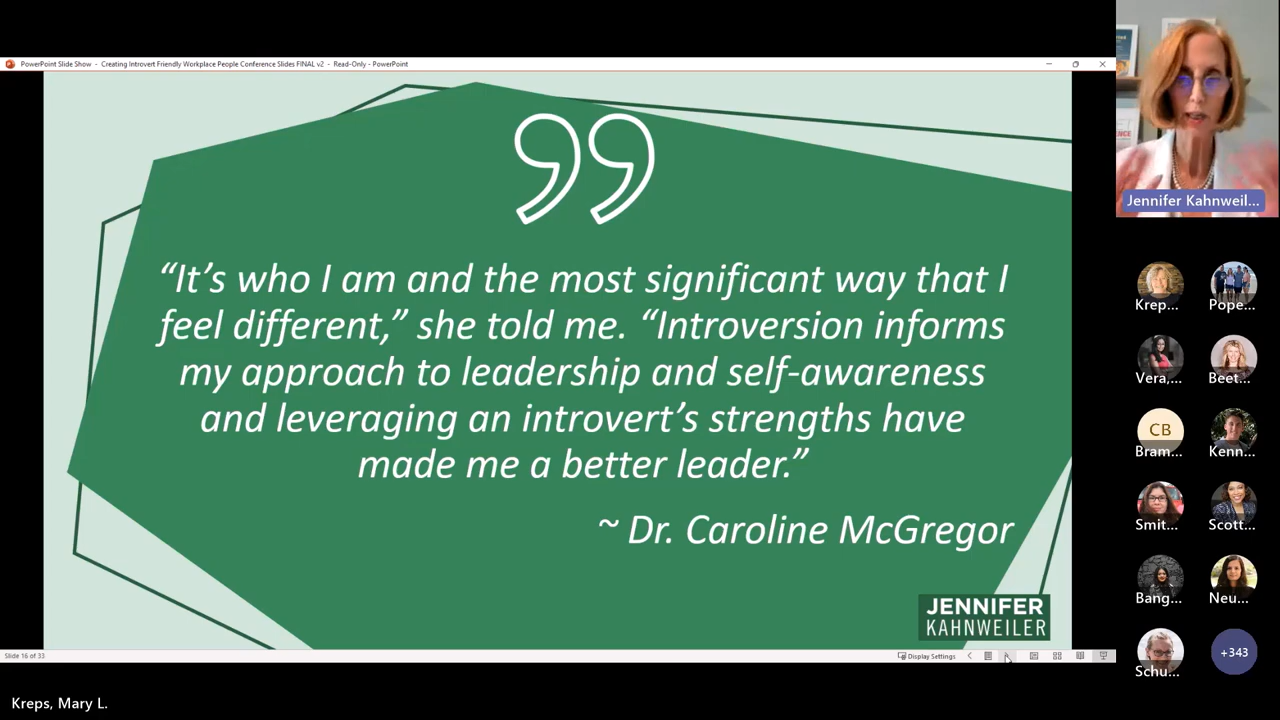 PowerPoint Slide Show - Creating Introvert Friendly Workplace People Conference Slides FINAL v2 - Read-Only - PowerPoint
”
“It’s who I am and the most significant way that I
feel different,” she told me. “Introversion informs
my approach to leadership and self-awareness
and leveraging an introvert’s strengths have
made me a better leader.”
~ Dr. Caroline McGregor
JENNIFER
KAHNWEILER
Slide 16 of 33
Display Settings
Jennifer Kahnweil...
Krep...
Pope...
Vera,...
Beet...
CB
Bram...
Kenn...
Smit...
Scott...
Bang...
Neu...
Schu...
+343
Kreps, Mary L.